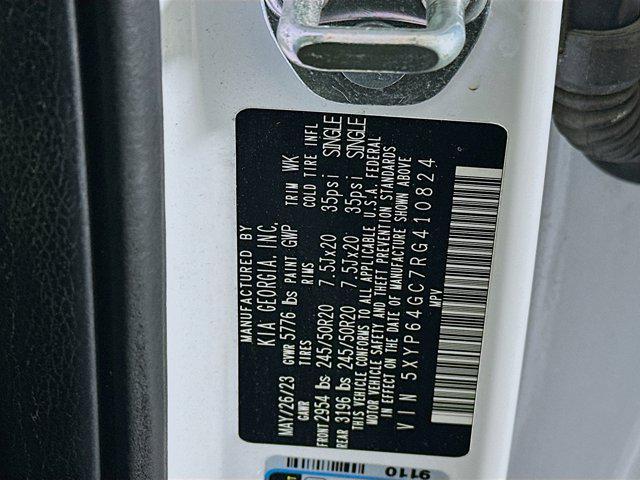 MANUFACTURED BY
KIA GEORGIA, INC.
MAY/26/23 GVWR 5776 lbs PAINT GWP TRIM WK
GAWR TIRES RIMS COLD TIRE INFL
FRONT 2954 lbs 245/50R20 7.5Jx20 35psi SINGLE
REAR 3196 lbs 245/50R20 7.5Jx20 35psi SINGLE
THIS VEHICLE CONFORMS TO ALL APPLICABLE U.S.A. FEDERAL
MOTOR VEHICLE SAFETY AND THEFT PREVENTION STANDARDS
IN EFFECT ON THE DATE OF MANUFACTURE SHOWN ABOVE
VIN 5XYP64GC7RG410824
MPV
9110